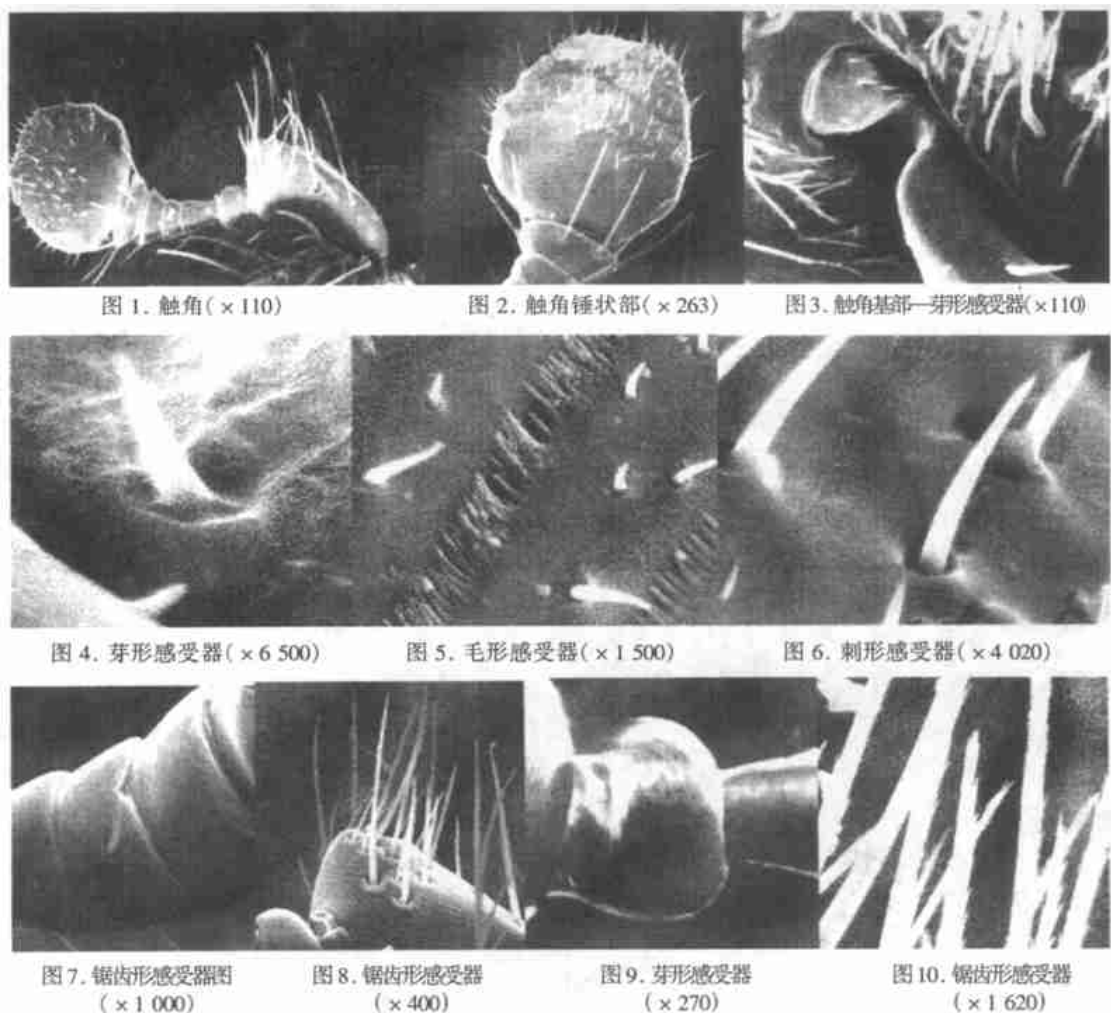 图 1. 触角(×110)
图 2. 触角锤状部(×263)
图 3. 触角基部—芽形感受器(×110)
图 4. 芽形感受器(×6 500)
图 5. 毛形感受器(×1 500)
图 6. 刺形感受器(×4 020)
图 7. 锯齿形感受器图
(×1 000)
图 8. 锯齿形感受器
(×400)
图 9. 芽形感受器
(×270)
图 10. 锯齿形感受器
(×1 620)